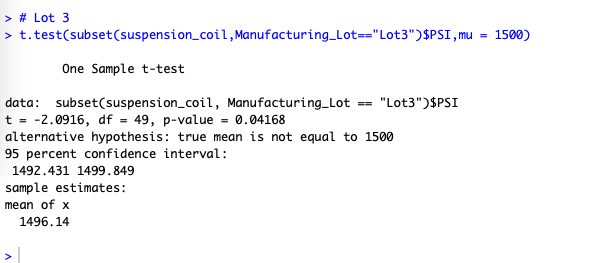 > # Lot 3
> t.test(subset(suspension_coil,Manufacturing_Lot=="Lot3")$PSI,mu = 1500)
One Sample t-test
data:  subset(suspension_coil, Manufacturing_Lot == "Lot3")$PSI
t = -2.0916, df = 49, p-value = 0.04168
alternative hypothesis: true mean is not equal to 1500
95 percent confidence interval:
1492.431 1499.849
sample estimates:
mean of x
1496.14
>